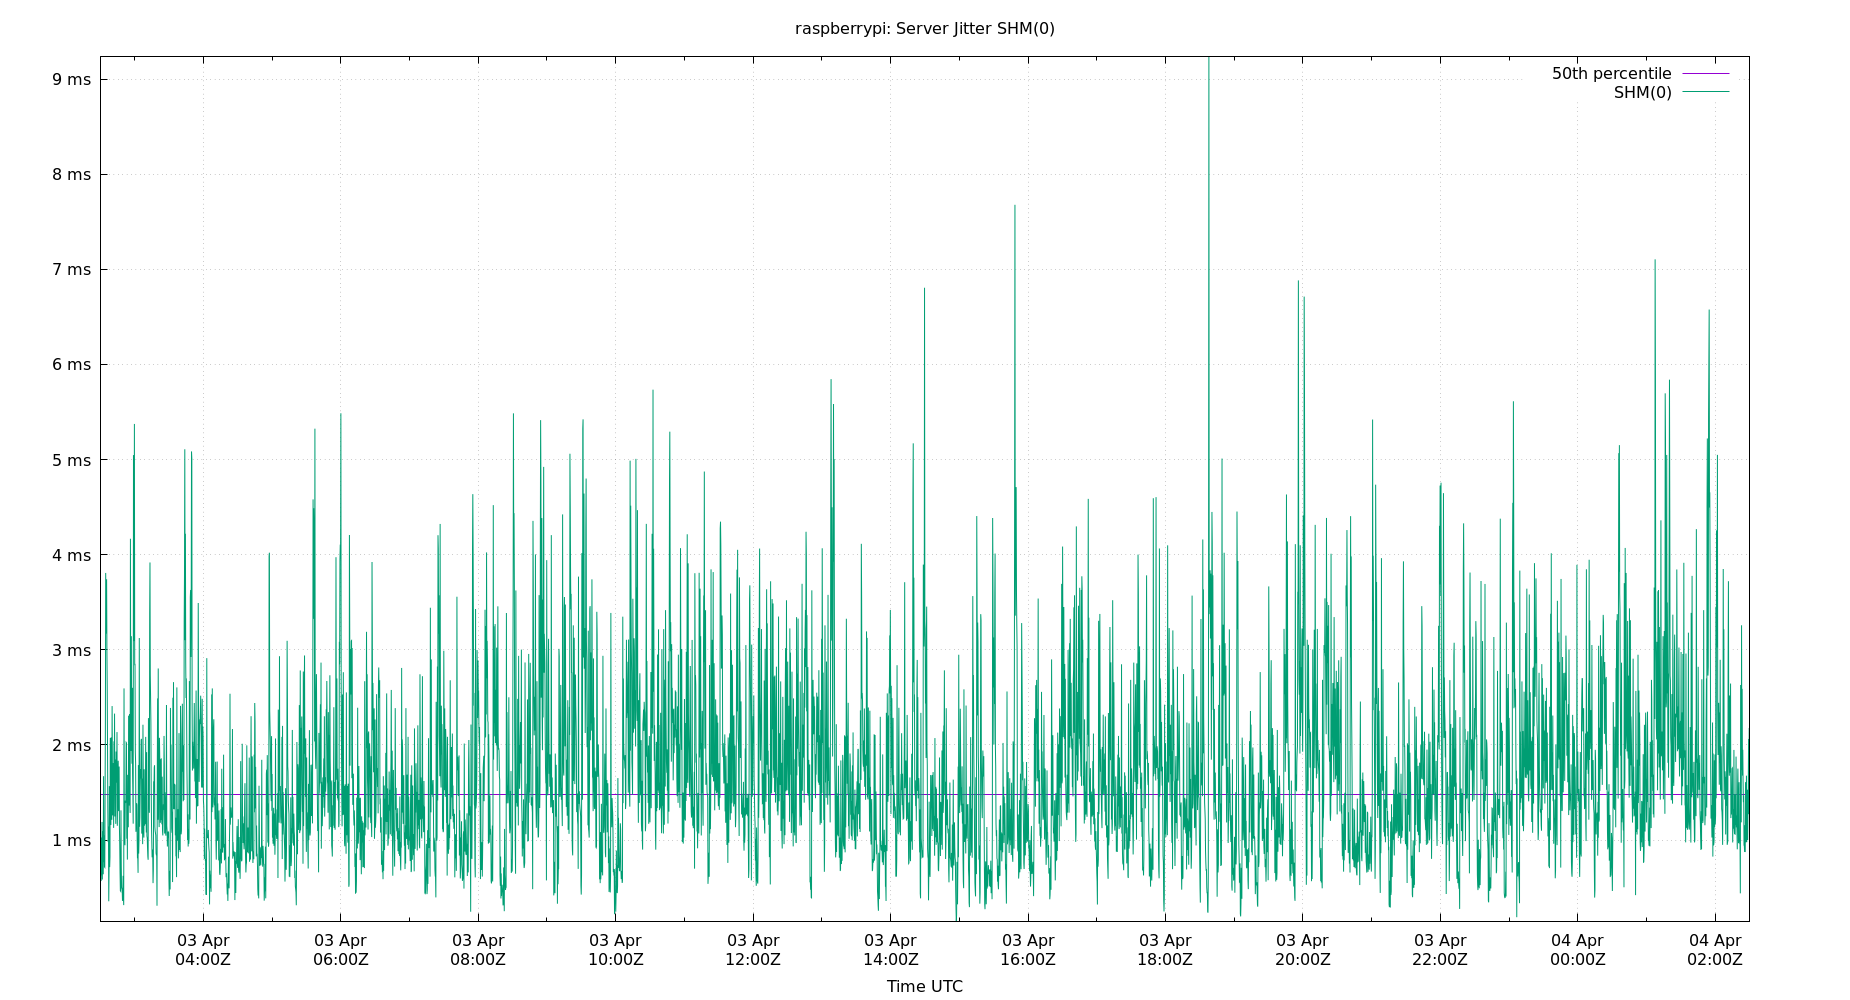 raspberrypi: Server Jitter SHM(0)
50th percentile
SHM(0)
9 ms
8 ms
7 ms
6 ms
5 ms
4 ms
3 ms
2 ms
1 ms
03 Apr 03 Apr 03 Apr 03 Apr 03 Apr 03 Apr 03 Apr 03 Apr 03 Apr 03 Apr 04 Apr 04 Apr
04:00Z 06:00Z 08:00Z 10:00Z 12:00Z 14:00Z 16:00Z 18:00Z 20:00Z 22:00Z 00:00Z 02:00Z
Time UTC